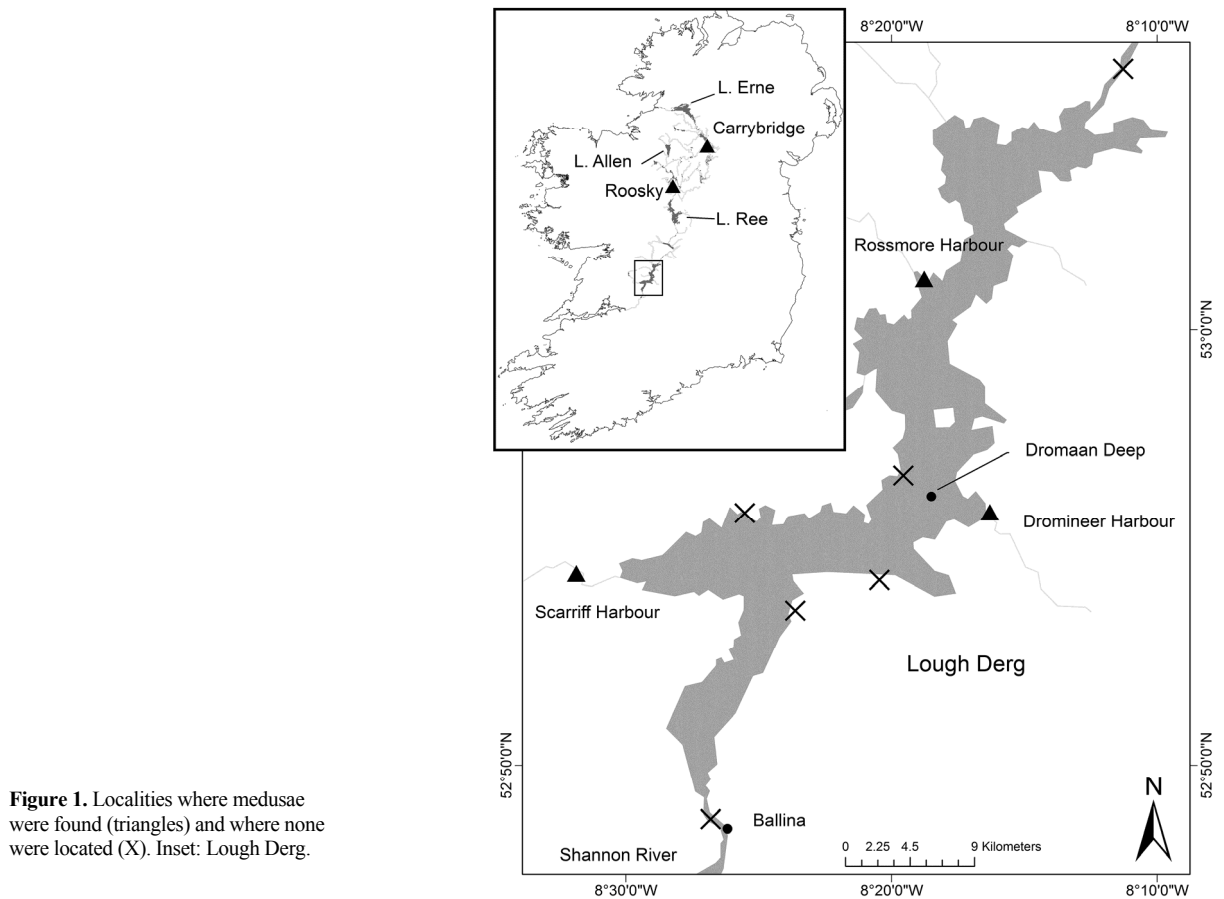 8°20'0"W
8°10'0"W
L. Erne
Carrybridge
L. Allen
Roosky
L. Ree
Rossmore Harbour
53°0'0"N
Dromaan Deep
Dromineer Harbour
Scarriff Harbour
Lough Derg
52°50'0"N
52°50'0"N
N
Ballina
Shannon River
0 2.25 4.5 9 Kilometers
8°30'0"W
8°20'0"W
8°10'0"W
Figure 1. Localities where medusae
were found (triangles) and where none
were located (X). Inset: Lough Derg.